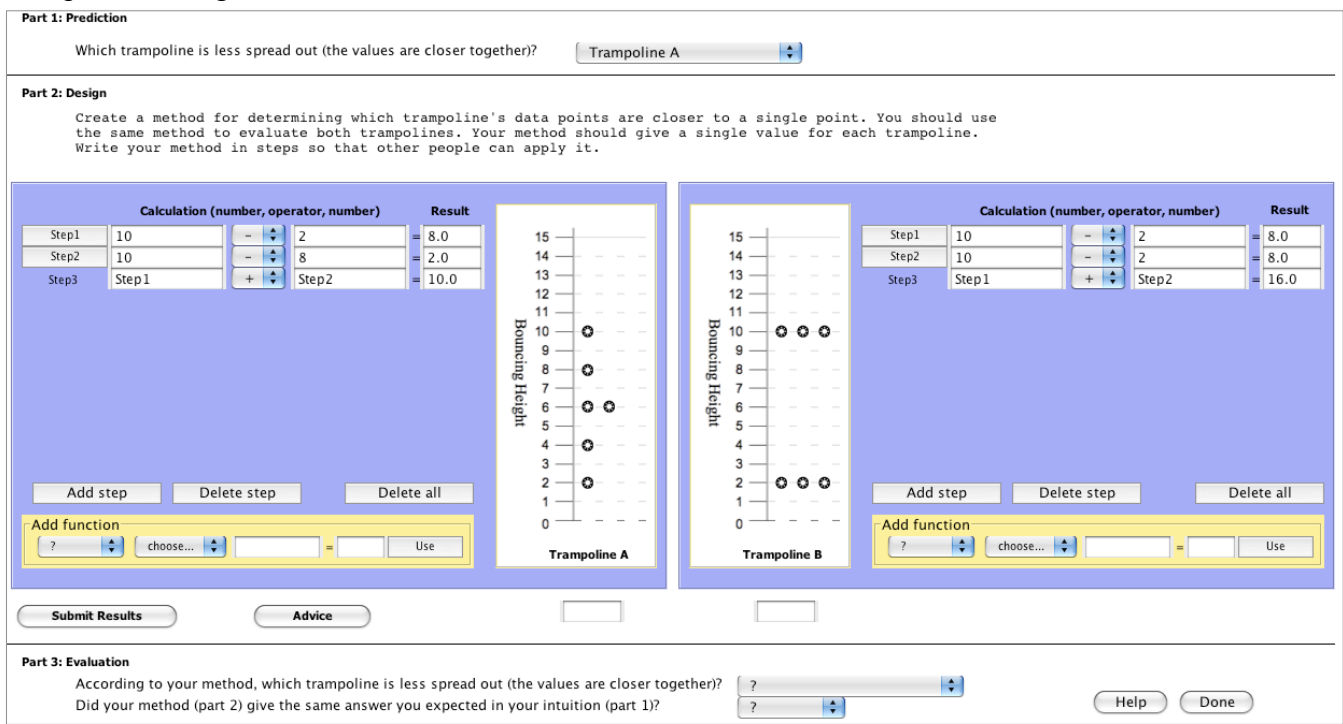 Part 1: Prediction
Which trampoline is less spread out (the values are closer together)? Trampoline A
Part 2: Design
Create a method for determining which trampoline's data points are closer to a single point. You should use
the same method to evaluate both trampolines. Your method should give a single value for each trampoline.
Write your method in steps so that other people can apply it.
Calculation (number, operator, number) Result
Step1 10 - 2 = 8.0
Step2 10 - 8 = 2.0
Step3 Step1 + Step2 = 10.0
Add step Delete step Delete all
Add function
? choose... = Use
15
14
13
12
11
10
9
8
7
6
5
4
3
2
1
0
Bouncing Height
Trampoline A
15
14
13
12
11
10
9
8
7
6
5
4
3
2
1
0
Bouncing Height
Trampoline B
Calculation (number, operator, number) Result
Step1 10 - 2 = 8.0
Step2 10 - 2 = 8.0
Step3 Step1 + Step2 = 16.0
Add step Delete step Delete all
Add function
? choose... = Use
Submit Results Advice
Part 3: Evaluation
According to your method, which trampoline is less spread out (the values are closer together)? ?
Did your method (part 2) give the same answer you expected in your intuition (part 1)? ?
Help Done